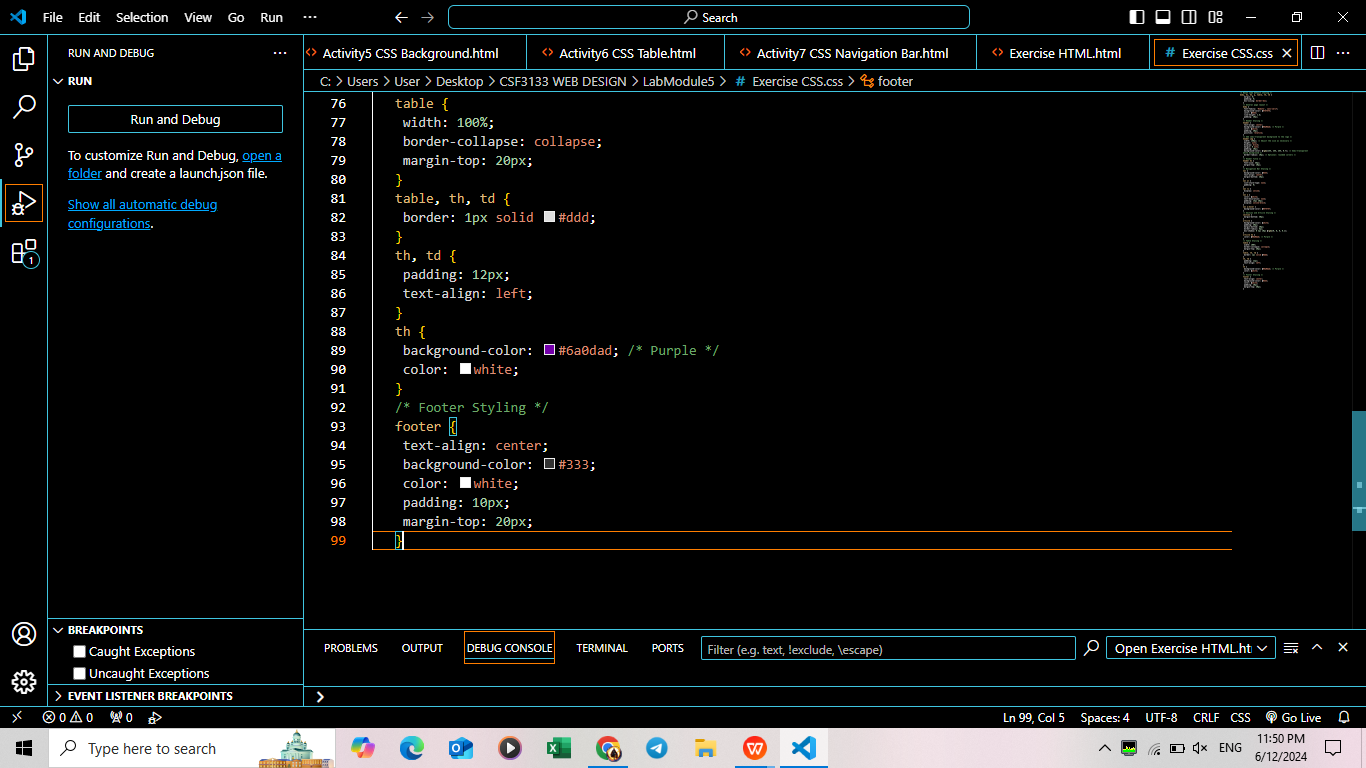 File Edit Selection View Go Run ··· Search
RUN AND DEBUG ···
RUN
Run and Debug
To customize Run and Debug, open a
folder and create a launch.json file.
Show all automatic debug
configurations.
BREAKPOINTS
Caught Exceptions
Uncaught Exceptions
EVENT LISTENER BREAKPOINTS
Activity5 CSS Background.html Activity6 CSS Table.html Activity7 CSS Navigation Bar.html Exercise HTML.html # Exercise CSS.css ···
C: > Users > User > Desktop > CSF3133 WEB DESIGN > LabModule5 > # Exercise CSS.css > footer
76 table {
77 width: 100%;
78 border-collapse: collapse;
79 margin-top: 20px;
80 }
81 table, th, td {
82 border: 1px solid #ddd;
83 }
84 th, td {
85 padding: 12px;
86 text-align: left;
87 }
88 th {
89 background-color: #6a0dad; /* Purple */
90 color: white;
91 }
92 /* Footer Styling */
93 footer {
94 text-align: center;
95 background-color: #333;
96 color: white;
97 padding: 10px;
98 margin-top: 20px;
99 }
PROBLEMS OUTPUT DEBUG CONSOLE TERMINAL PORTS Filter (e.g. text, !exclude, \escape) Open Exercise HTML.ht
1
0 0 0 Ln 99, Col 5 Spaces: 4 UTF-8 CRLF CSS Go Live
Type here to search ENG 11:50 PM
6/12/2024